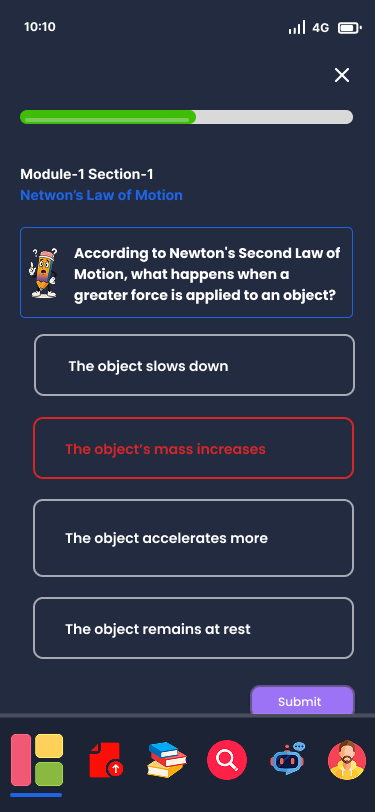 10:10
4G
Module-1 Section-1
Netwon's Law of Motion
According to Newton's Second Law of
Motion, what happens when a
greater force is applied to an object?
The object slows down
The object's mass increases
The object accelerates more
The object remains at rest
Submit